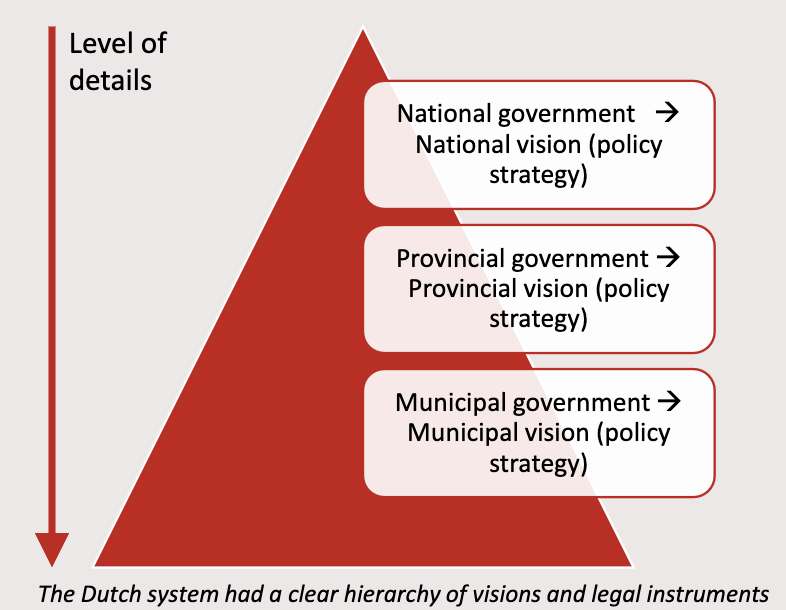 Level of
details
National government →
National vision (policy
strategy)
Provincial government →
Provincial vision (policy
strategy)
Municipal government →
Municipal vision (policy
strategy)
The Dutch system had a clear hierarchy of visions and legal instruments